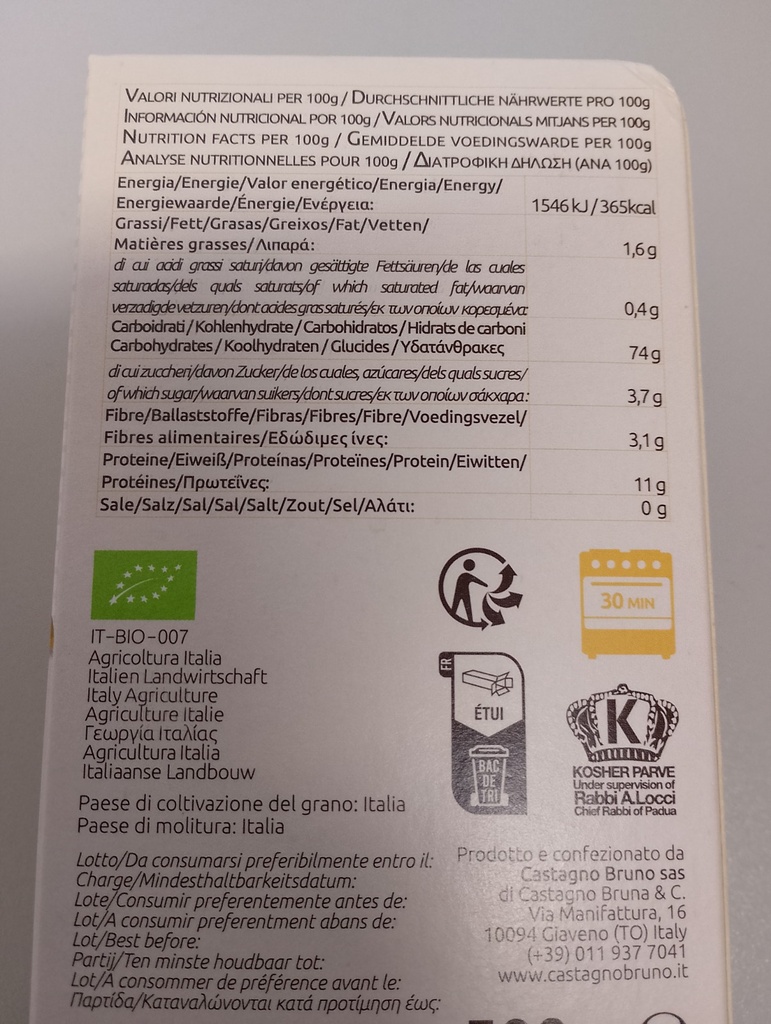 VALORI NUTRIZIONALI PER 100g / DURCHSCHNITTLICHE NÄHRWERTE PRO 100g
INFORMACIÓN NUTRICIONAL POR 100g / VALORS NUTRICIONALS MITJANS PER 100g
NUTRITION FACTS PER 100g / GEMIDDELDE VOEDINGSWARDE PER 100g
ANALYSE NUTRITIONNELLES POUR 100g / ΔΙΑΤΡΟΦΙΚΗ ΔΗΛΩΣΗ (ΑΝΑ 100g)
Energia/Energie/Valor energético/Energia/Energy/
Energiewaarde/Énergie/Ενέργεια: 1546 kJ / 365kcal
Grassi/Fett/Grasas/Greixos/Fat/Vetten/
Matières grasses/Λιπαρά: 1,6 g
di cui acidi grassi saturi/davon gesättigte Fettsäuren/de las cuales
saturadas/dels quals saturats/of which saturated fat/waarvan
verzadigde vetzuren/dont acides gras saturés/εκ των οποίων κορεσμένα: 0,4 g
Carboidrati / Kohlenhydrate / Carbohidratos / Hidrats de carboni
Carbohydrates / Koolhydraten / Glucides / Υδατάνθρακες 74 g
di cui zuccheri/davon Zucker/de los cuales, azúcares/dels quals sucres/
of which sugar/waarvan suikers/dont sucres/εκ των οποίων σάκχαρα: 3,7 g
Fibre/Ballaststoffe/Fibras/Fibres/Fibre/Voedingsvezel/
Fibres alimentaires/Εδώδιμες ίνες: 3,1 g
Proteine/Eiweiß/Proteínas/Proteïnes/Protein/Eiwitten/
Protéines/Πρωτεΐνες: 11 g
Sale/Salz/Sal/Sal/Salt/Zout/Sel/Αλάτι: 0 g
30 MIN
IT-BIO-007
Agricoltura Italia
Italien Landwirtschaft
Italy Agriculture
Agriculture Italie
Γεωργία Ιταλίας
Agricultura Italia
Italiaanse Landbouw
FR
ÉTUI
BAC
DE
TRI
K
KOSHER PARVE
Under supervision of
Rabbi A.Locci
Chief Rabbi of Padua
Paese di coltivazione del grano: Italia
Paese di molitura: Italia
Lotto/Da consumarsi preferibilmente entro il:
Charge/Mindesthaltbarkeitsdatum:
Lote/Consumir preferentemente antes de:
Lot/A consumir preferentment abans de:
Lot/Best before:
Partij/Ten minste houdbaar tot:
Lot/A consommer de préférence avant le:
Παρτίδα/Καταναλώνονται κατά προτίμηση έως:
Prodotto e confezionato da
Castagno Bruno sas
di Castagno Bruna & C.
Via Manifattura, 16
10094 Giaveno (TO) Italy
(+39) 011 937 7041
www.castagnobruno.it